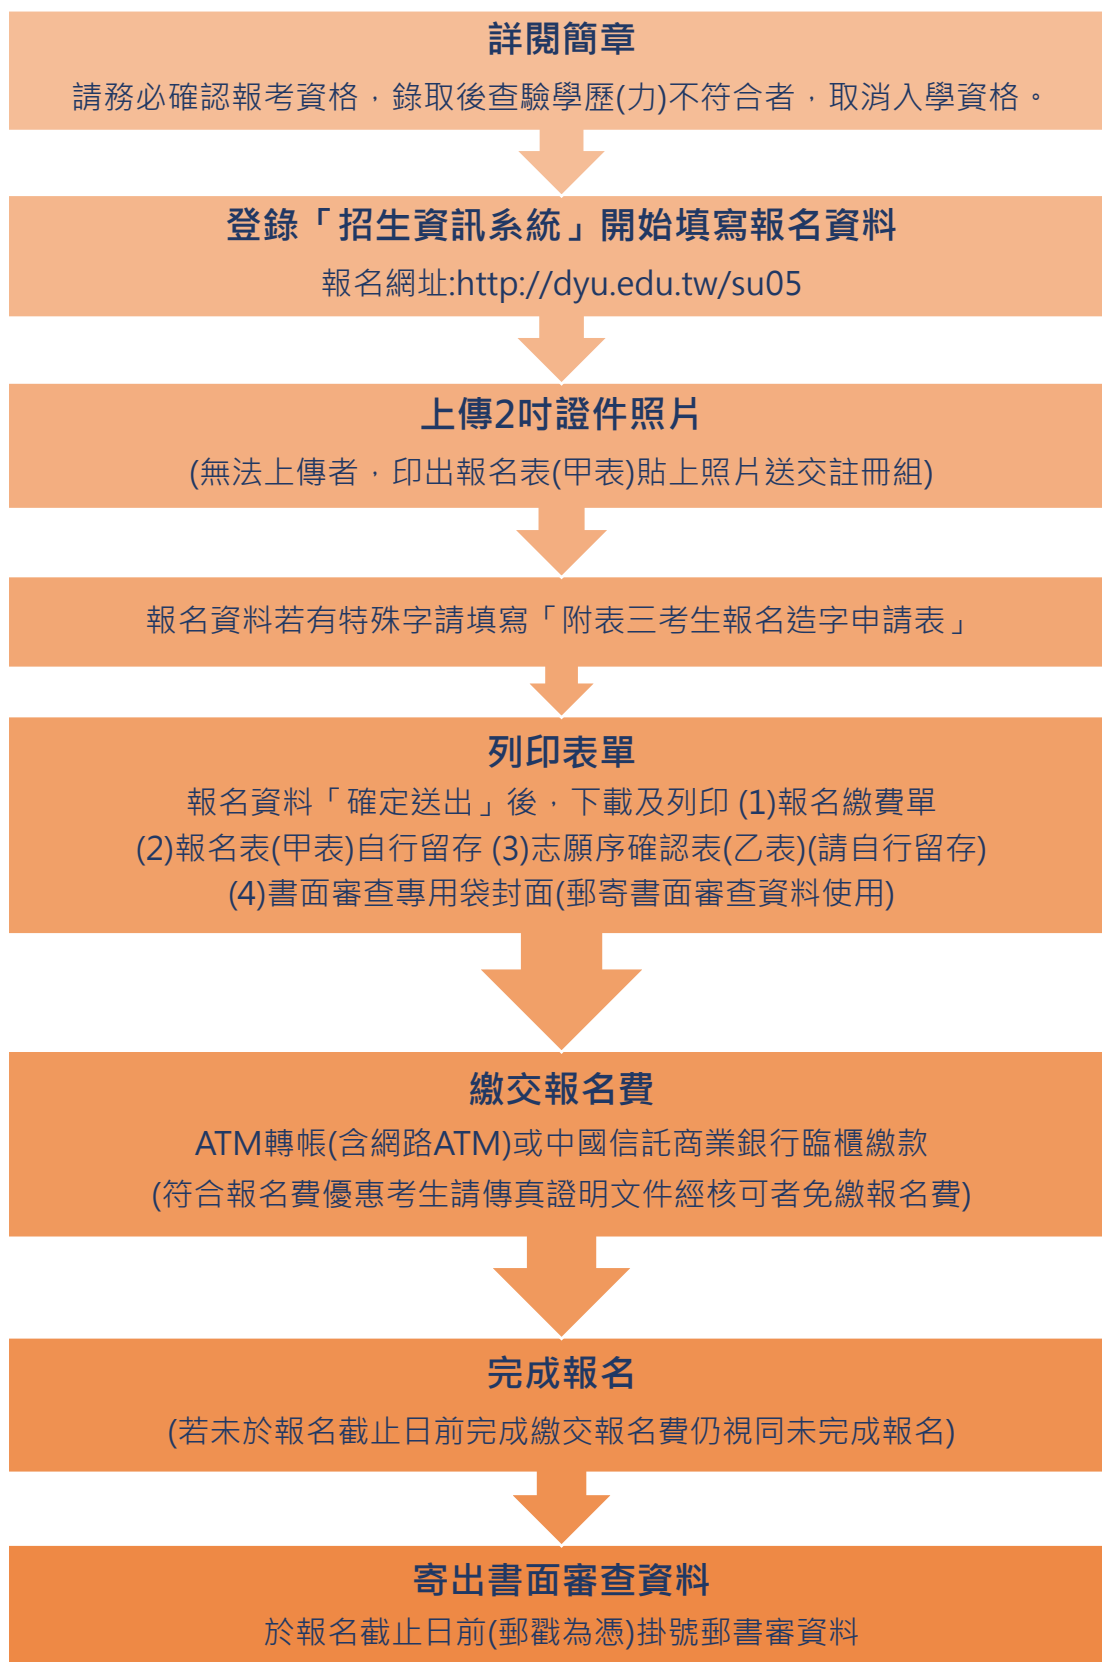 詳閱簡章
請務必確認報考資格，錄取後查驗學歷(力)不符合者，取消入學資格。
登錄「招生資訊系統」開始填寫報名資料
報名網址:http://dyu.edu.tw/su05
上傳2吋證件照片
(無法上傳者，印出報名表(甲表)貼上照片送交註冊組)
報名資料若有特殊字請填寫「附表三考生報名造字申請表」
列印表單
報名資料「確定送出」後，下載及列印 (1)報名繳費單
(2)報名表(甲表)自行留存 (3)志願序確認表(乙表)(請自行留存)
(4)書面審查專用袋封面(郵寄書面審查資料使用)
繳交報名費
ATM轉帳(含網路ATM)或中國信託商業銀行臨櫃繳款
(符合報名費優惠考生請傳真證明文件經核可者免繳報名費)
完成報名
(若未於報名截止日前完成繳交報名費仍視同未完成報名)
寄出書面審查資料
於報名截止日前(郵戳為憑)掛號郵書審資料